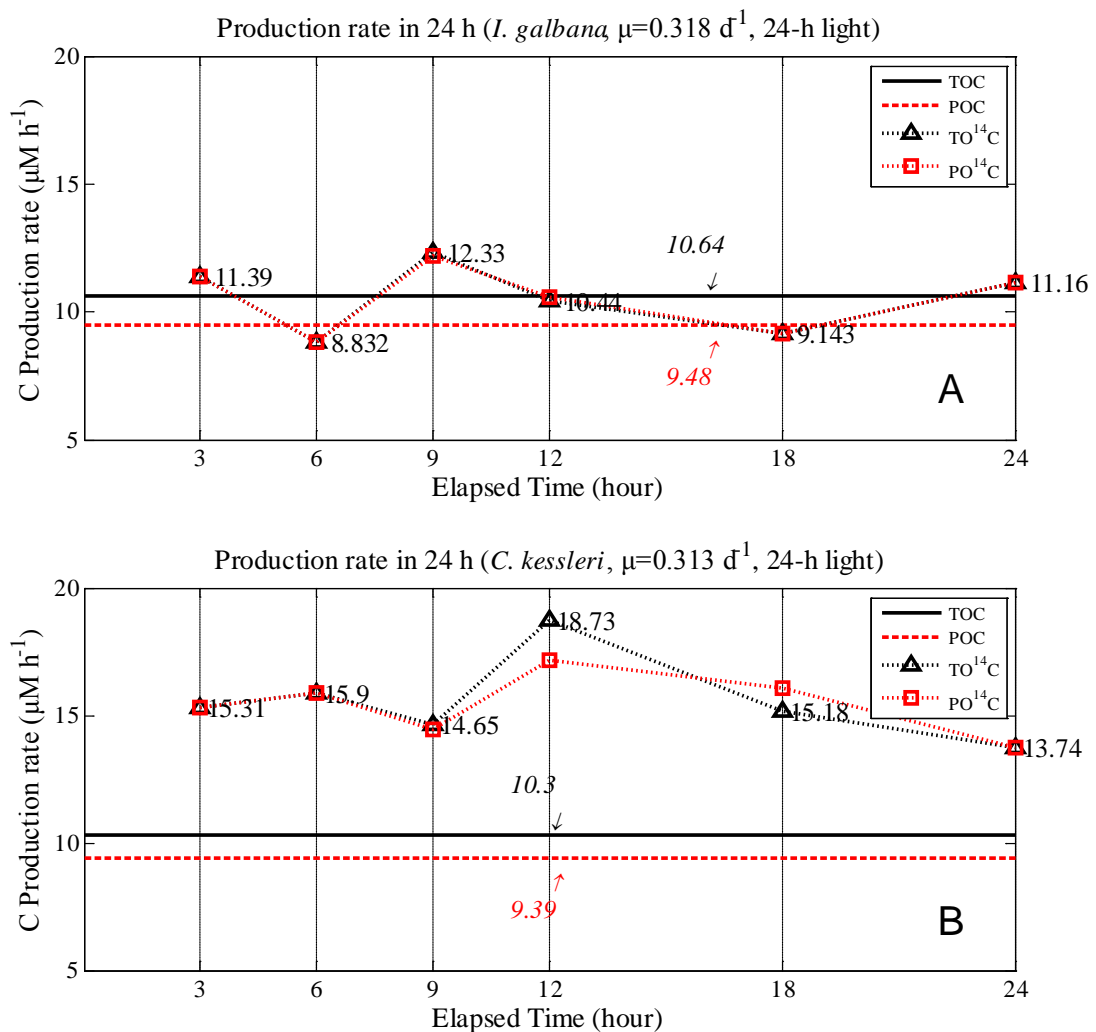 Production rate in 24 h (I. galbana, μ=0.318 d⁻¹, 24-h light)
20
15
10
5
C Production rate (μM h⁻¹)
TOC
POC
TO¹⁴C
PO¹⁴C
11.39
8.832
12.33
10.44
10.64
9.143
11.16
9.48
A
3 6 9 12 18 24
Elapsed Time (hour)
Production rate in 24 h (C. kessleri, μ=0.313 d⁻¹, 24-h light)
20
15
10
5
C Production rate (μM h⁻¹)
TOC
POC
TO¹⁴C
PO¹⁴C
15.31
15.9
14.65
18.73
15.18
13.74
10.3
9.39
B
3 6 9 12 18 24
Elapsed Time (hour)